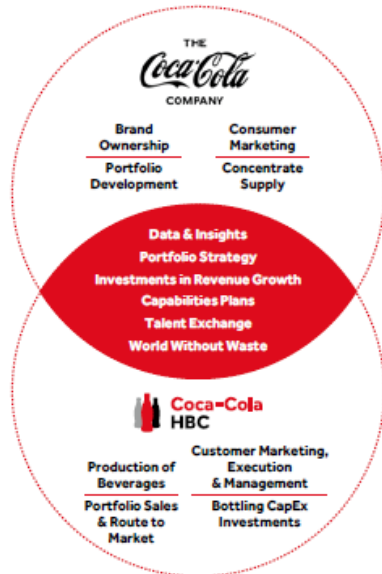 THE
Coca-Cola
COMPANY
Brand
Ownership
Portfolio
Development
Consumer
Marketing
Concentrate
Supply
Data & Insights
Portfolio Strategy
Investments in Revenue Growth
Capabilities Plans
Talent Exchange
World Without Waste
Coca-Cola
HBC
Production of
Beverages
Portfolio Sales
& Route to
Market
Customer Marketing,
Execution
& Management
Bottling CapEx
Investments